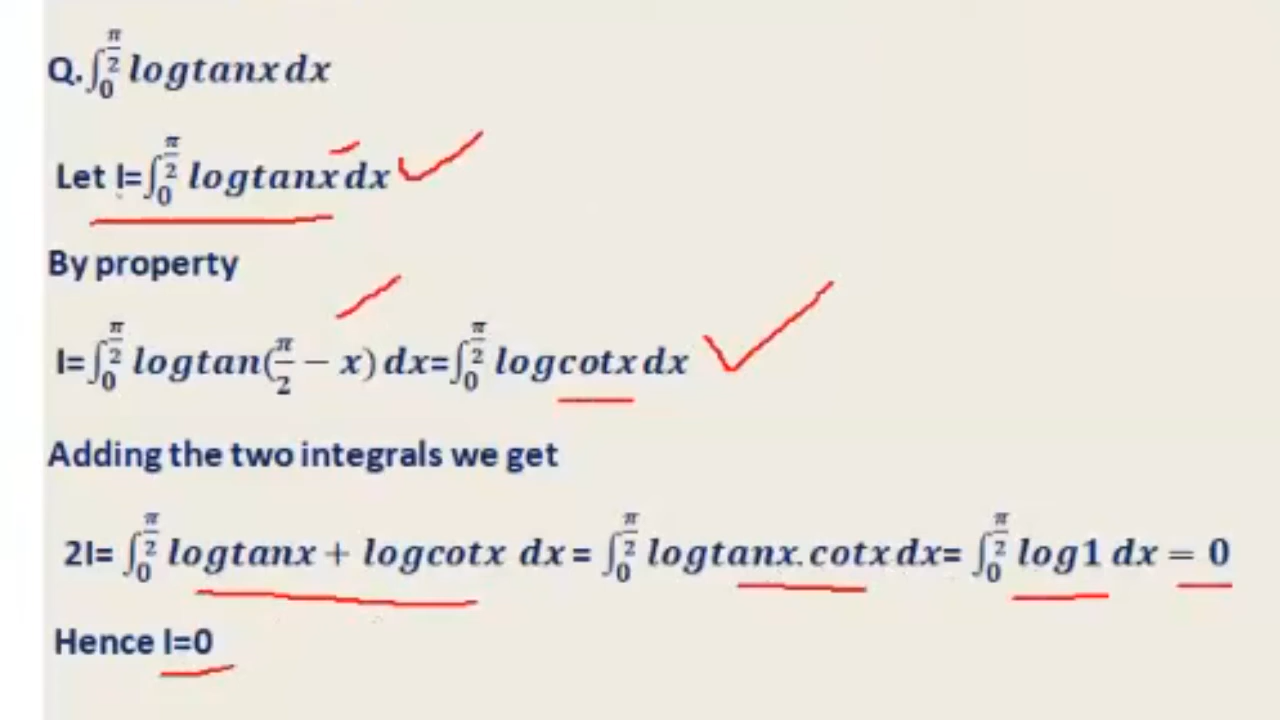 Q.∫₀^(π/2) logtanx dx
Let I=∫₀^(π/2) logtanx dx
By property
I=∫₀^(π/2) logtan(π/2 − x) dx=∫₀^(π/2) logcotx dx
Adding the two integrals we get
2I= ∫₀^(π/2) logtanx + logcotx dx = ∫₀^(π/2) logtanx.cotx dx= ∫₀^(π/2) log1 dx = 0
Hence I=0